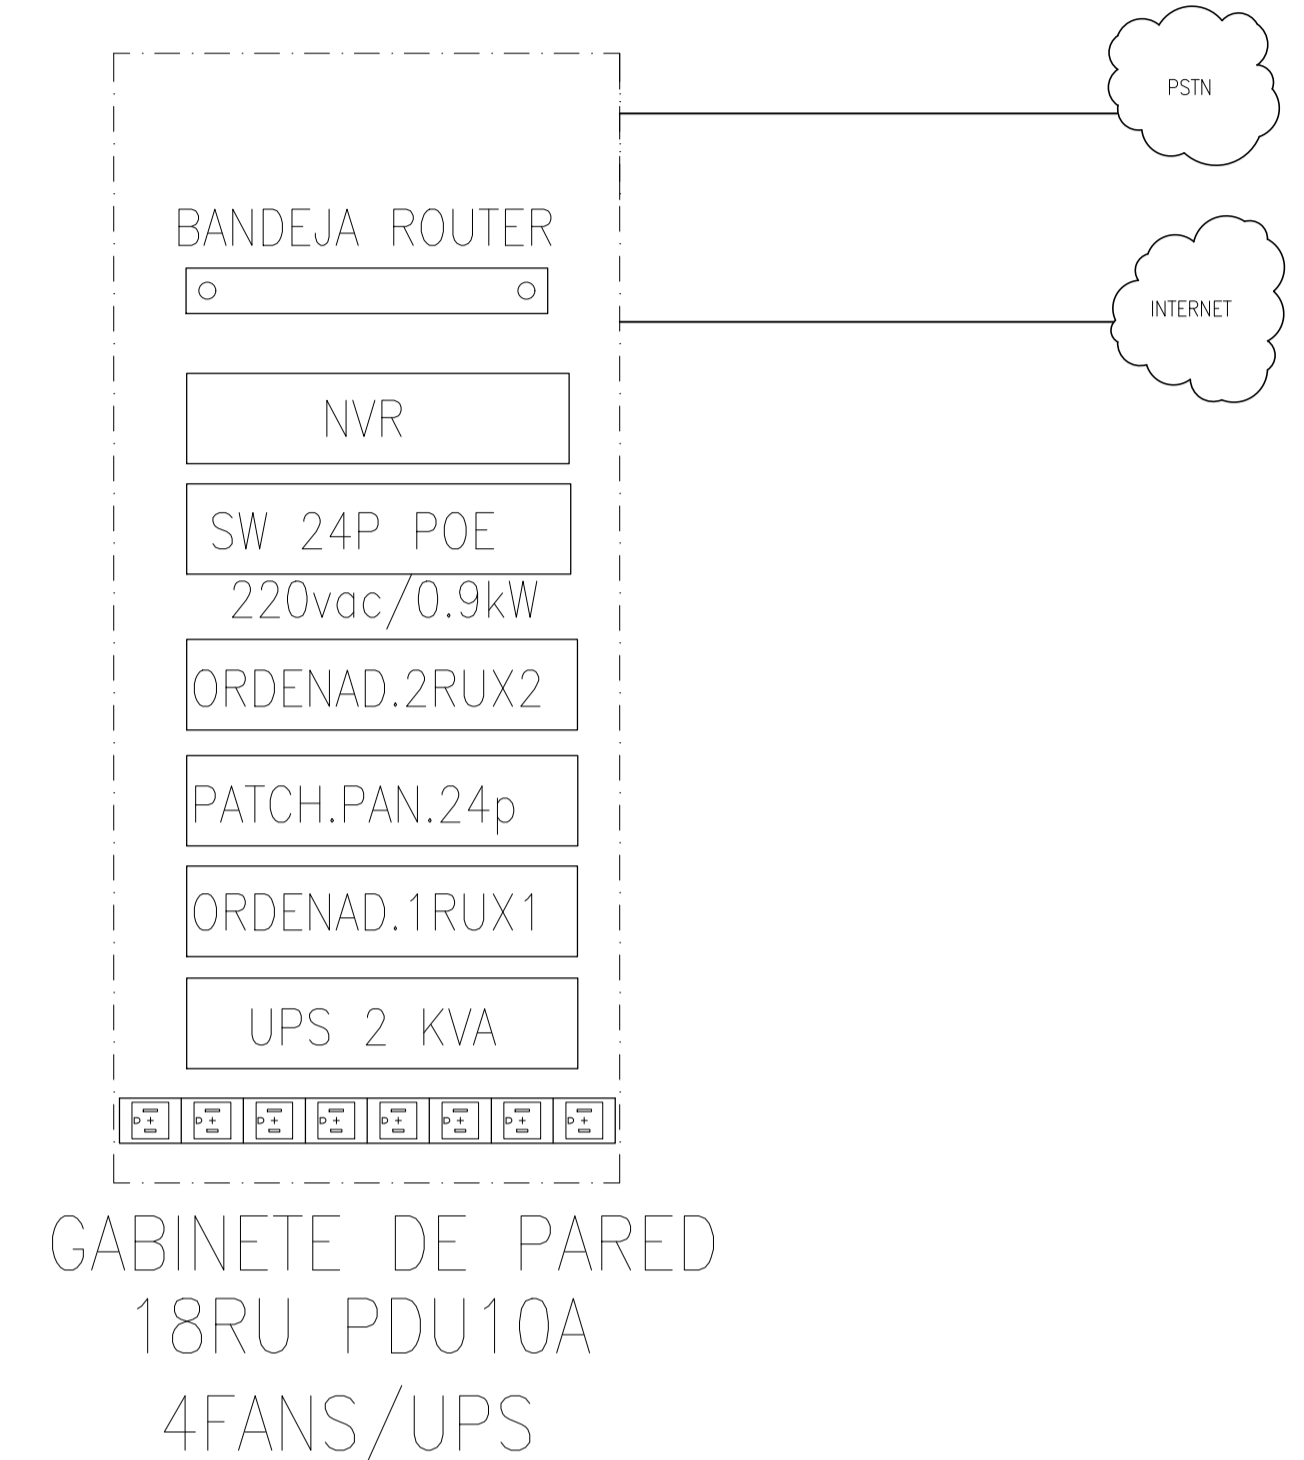 PSTN
BANDEJA ROUTER
INTERNET
NVR
SW 24P POE
220vac/0.9kW
ORDENAD.2RUX2
PATCH.PAN.24p
ORDENAD.1RUX1
UPS 2 KVA
GABINETE DE PARED
18RU PDU10A
4FANS/UPS